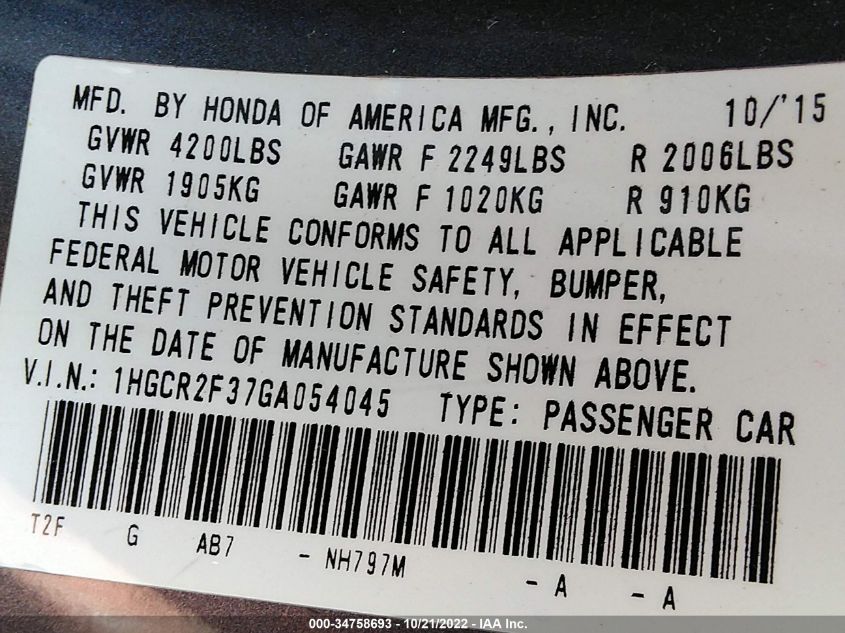 MFD. BY HONDA OF AMERICA MFG., INC. 10/'15
GVWR 4200LBS GAWR F 2249LBS R 2006LBS
GVWR 1905KG GAWR F 1020KG R 910KG
THIS VEHICLE CONFORMS TO ALL APPLICABLE
FEDERAL MOTOR VEHICLE SAFETY, BUMPER,
AND THEFT PREVENTION STANDARDS IN EFFECT
ON THE DATE OF MANUFACTURE SHOWN ABOVE.
V.I.N.: 1HGCR2F37GA054045 TYPE: PASSENGER CAR
T2F G AB7 - NH797M - A - A
000-34758693 - 10/21/2022 - IAA Inc.